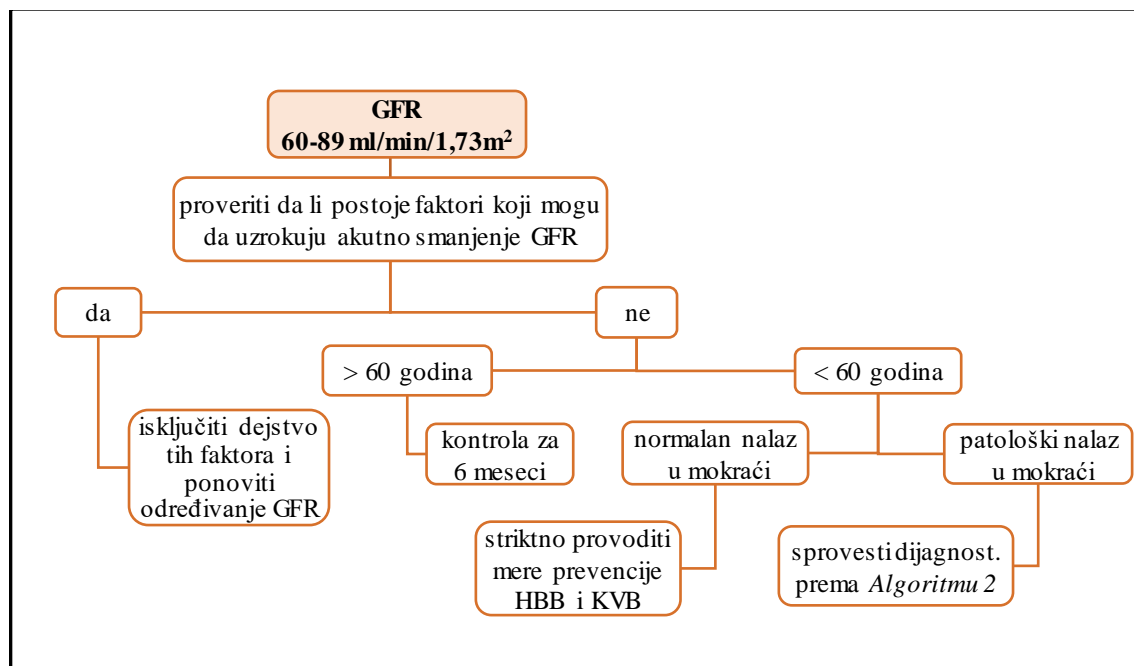 GFR
60-89 ml/min/1,73m²
proveriti da li postoje faktori koji mogu
da uzrokuju akutno smanjenje GFR
da
ne
> 60 godina
< 60 godina
isključiti dejstvo
tih faktora i
ponoviti
određivanje GFR
kontrola za
6 meseci
normalan nalaz
u mokraći
patološki nalaz
u mokraći
striktno provoditi
mere prevencije
HBB i KVB
sprovesti dijagnost.
prema Algoritmu 2